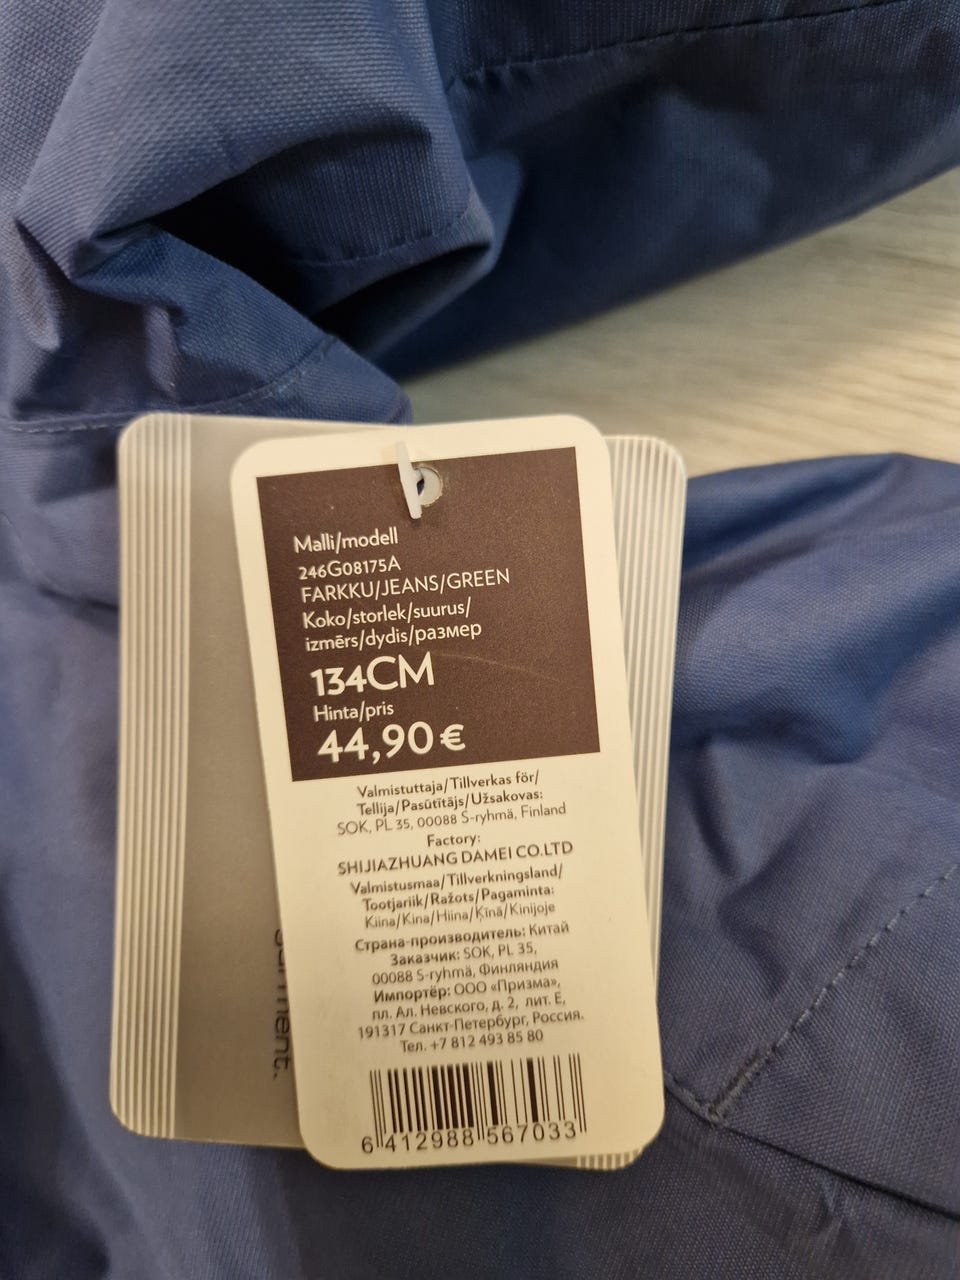 Malli/modell
246G08175A
FARKKU/JEANS/GREEN
Koko/storlek/suurus/
izmērs/dydis/размер
134CM
Hinta/pris
44,90€
Valmistuttaja/Tillverkas för/
Tellija/Pasūtītājs/Užsakovas:
SOK, PL 35, 00088 S-ryhmä, Finland
Factory:
SHIJIAZHUANG DAMEI CO.LTD
Valmistusmaa/Tillverkningsland/
Tootjariik/Ražots/Pagaminta:
Kiina/Kina/Hiina/Ķīnā/Kinijoje
Страна-производитель: Китай
Заказчик: SOK, PL 35,
00088 S-ryhmä, Финляндия
Импортёр: ООО «Призма»,
пл. Ал. Невского, д. 2, лит. Е,
191317 Санкт-Петербург, Россия.
Тел. +7 812 493 85 80
6 412988 567033